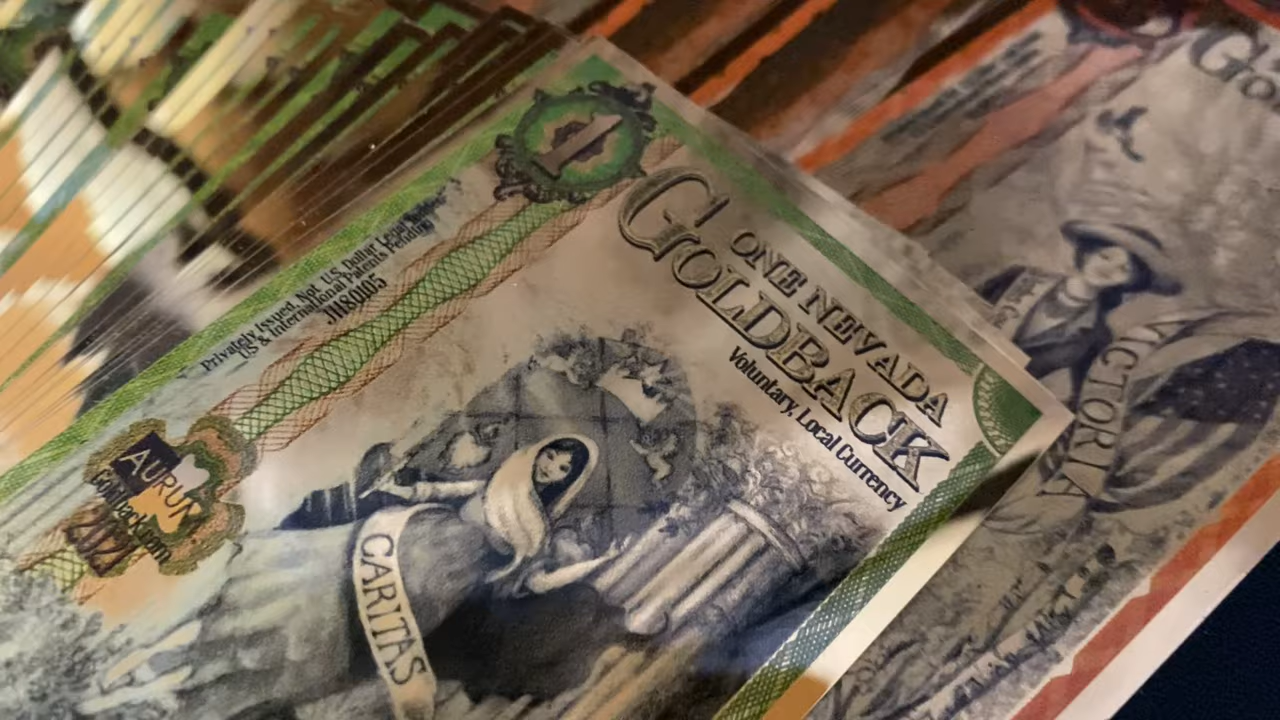 1
ONE NEVADA
GOLDBACK
Voluntary, Local Currency
Privately Issued. Not U.S. Dollar Legal Tender
US & International Patents Pending
J1180105
AURUM
Goldback.com
2021
CARITAS
VICTORIA